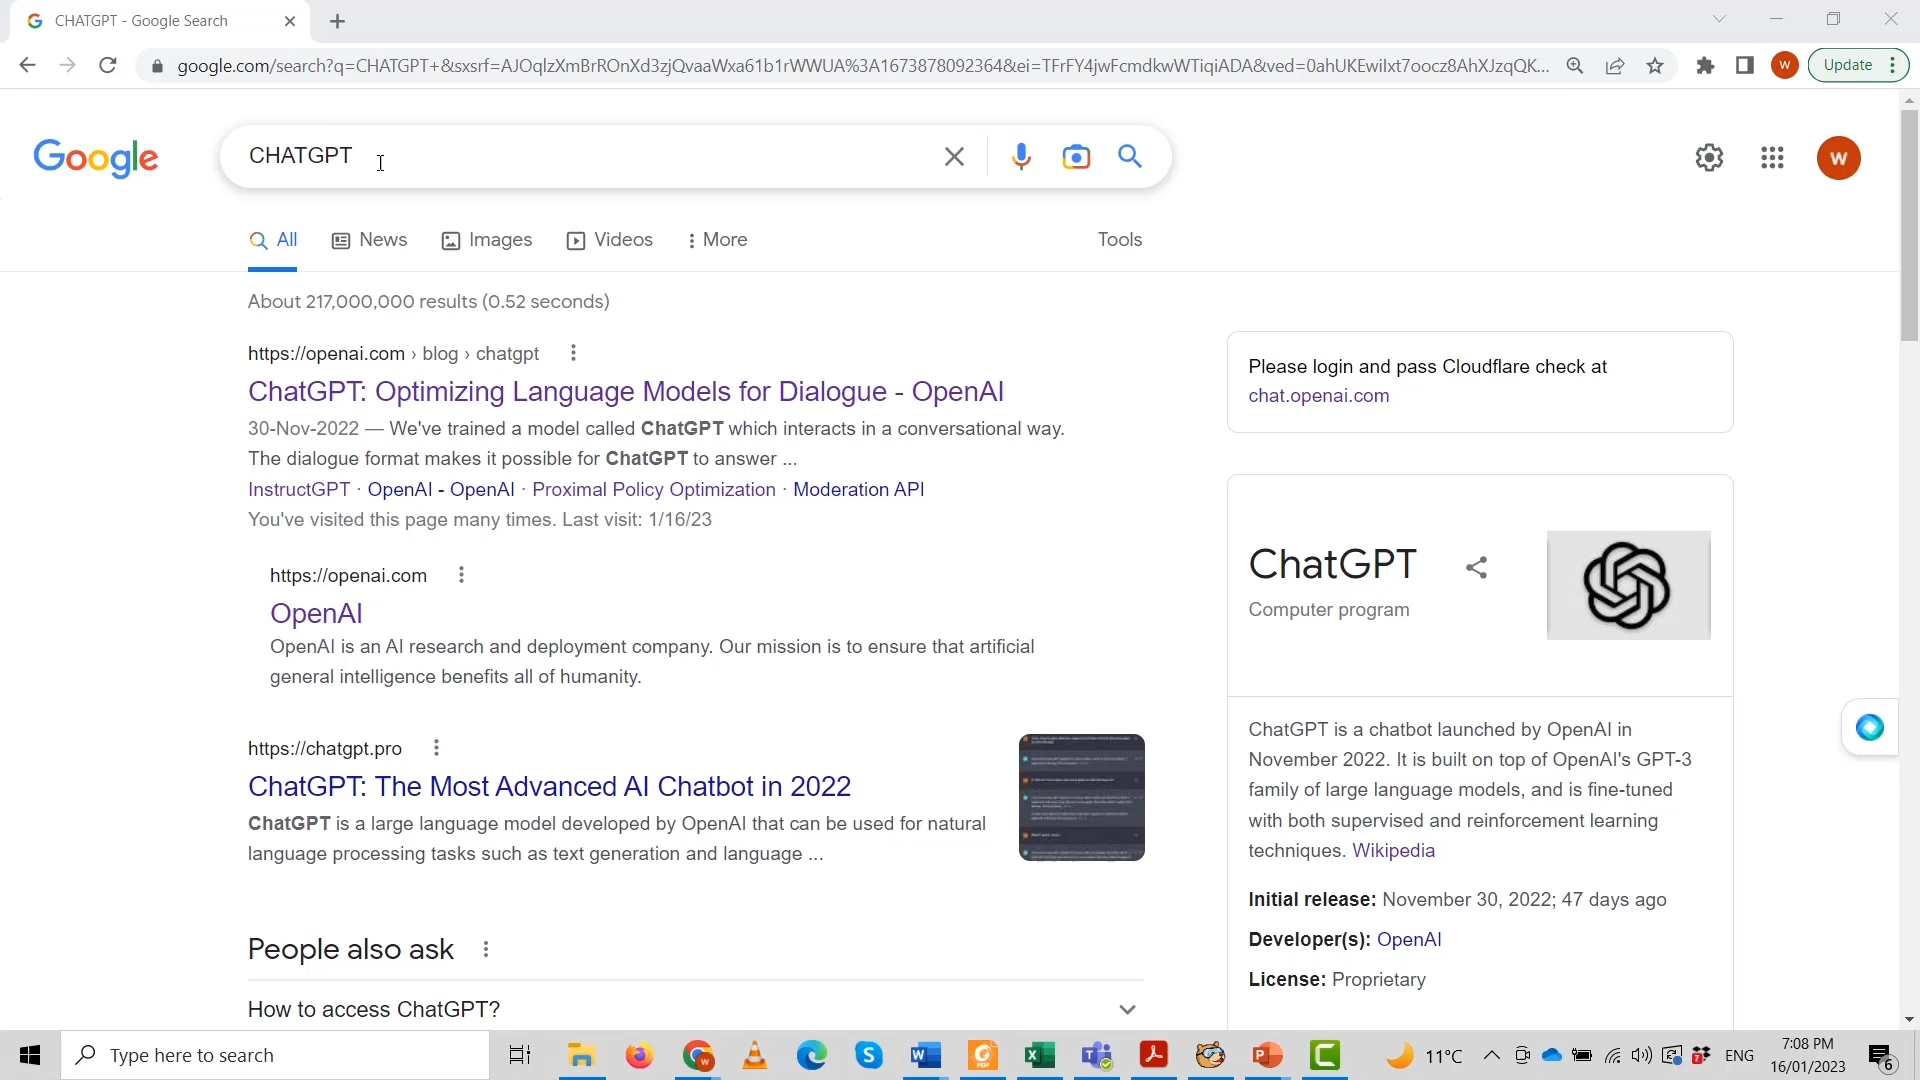 CHATGPT - Google Search
google.com/search?q=CHATGPT+&sxsrf=AJOqlzXmBrROnXd3zjQvaaWxa61b1rWWUA%3A1673878092364&ei=TFrFY4jwFcmdkwWTiqiADA&ved=0ahUKEwiIxt7oocz8AhXJzqQK...
W
Update
Google
CHATGPT
W
All
News
Images
Videos
More
Tools
About 217,000,000 results (0.52 seconds)
https://openai.com › blog › chatgpt
ChatGPT: Optimizing Language Models for Dialogue - OpenAI
30-Nov-2022 — We've trained a model called ChatGPT which interacts in a conversational way.
The dialogue format makes it possible for ChatGPT to answer ...
InstructGPT · OpenAI - OpenAI · Proximal Policy Optimization · Moderation API
You've visited this page many times. Last visit: 1/16/23
https://openai.com
OpenAI
OpenAI is an AI research and deployment company. Our mission is to ensure that artificial
general intelligence benefits all of humanity.
https://chatgpt.pro
ChatGPT: The Most Advanced AI Chatbot in 2022
ChatGPT is a large language model developed by OpenAI that can be used for natural
language processing tasks such as text generation and language ...
People also ask
How to access ChatGPT?
Please login and pass Cloudflare check at
chat.openai.com
ChatGPT
Computer program
ChatGPT is a chatbot launched by OpenAI in
November 2022. It is built on top of OpenAI's GPT-3
family of large language models, and is fine-tuned
with both supervised and reinforcement learning
techniques. Wikipedia
Initial release: November 30, 2022; 47 days ago
Developer(s): OpenAI
License: Proprietary
Type here to search
11°C
ENG
7:08 PM
16/01/2023
6